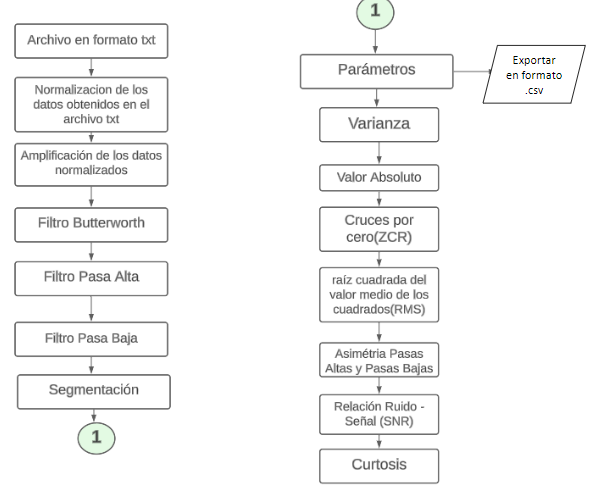 Archivo en formato txt
Normalizacion de los
datos obtenidos en el
archivo txt
Amplificación de los datos
normalizados
Filtro Butterworth
Filtro Pasa Alta
Filtro Pasa Baja
Segmentación
1
1
Parámetros
Exportar
en formato
.csv
Varianza
Valor Absoluto
Cruces por
cero(ZCR)
raíz cuadrada del
valor medio de los
cuadrados(RMS)
Asimétria Pasas
Altas y Pasas Bajas
Relación Ruido -
Señal (SNR)
Curtosis